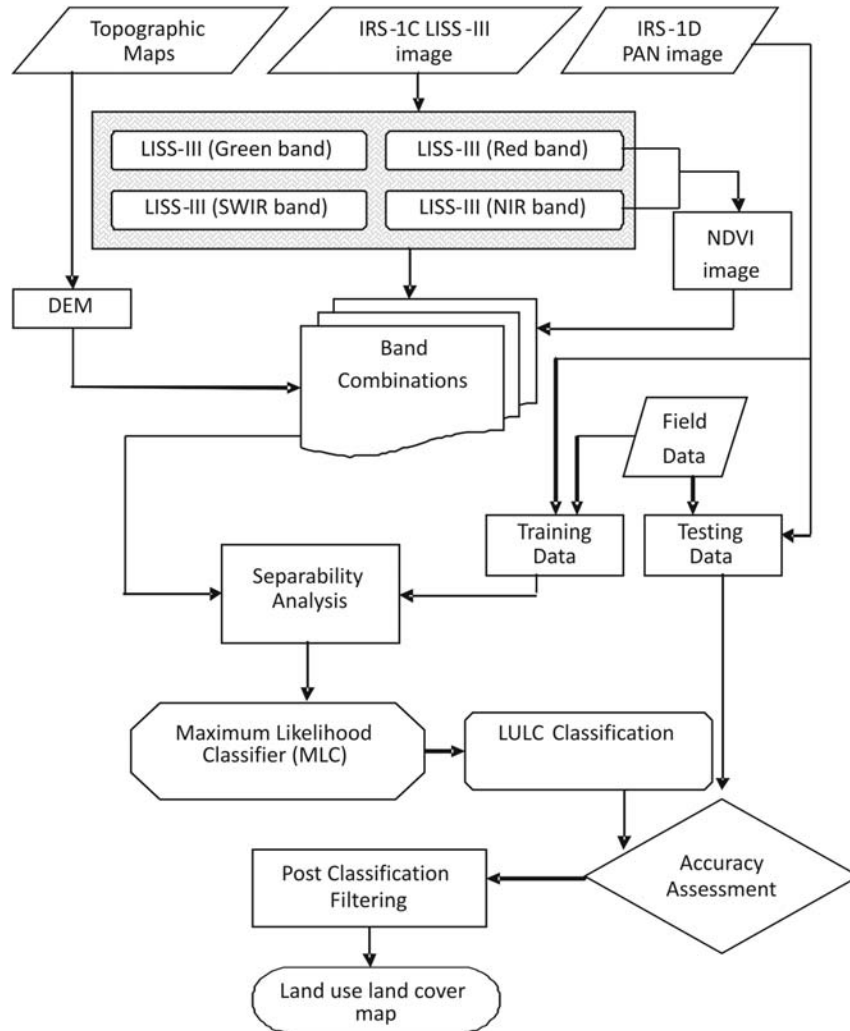 Topographic
Maps
IRS-1C LISS-III
image
IRS-1D
PAN image
LISS-III (Green band)
LISS-III (Red band)
LISS-III (SWIR band)
LISS-III (NIR band)
NDVI
image
DEM
Band
Combinations
Field
Data
Training
Data
Testing
Data
Separability
Analysis
Maximum Likelihood
Classifier (MLC)
LULC Classification
Accuracy
Assessment
Post Classification
Filtering
Land use land cover
map